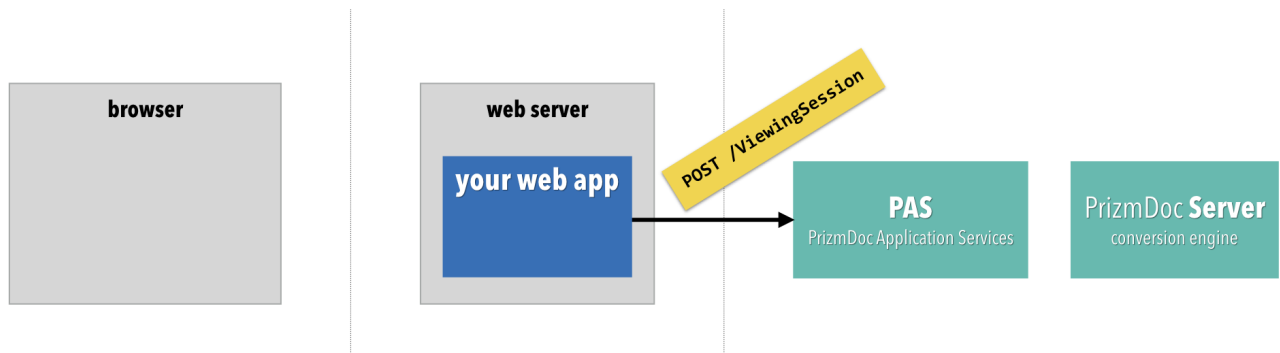 browser
web server
your web app
POST /ViewingSession
PAS
PrizmDoc Application Services
PrizmDoc Server
conversion engine